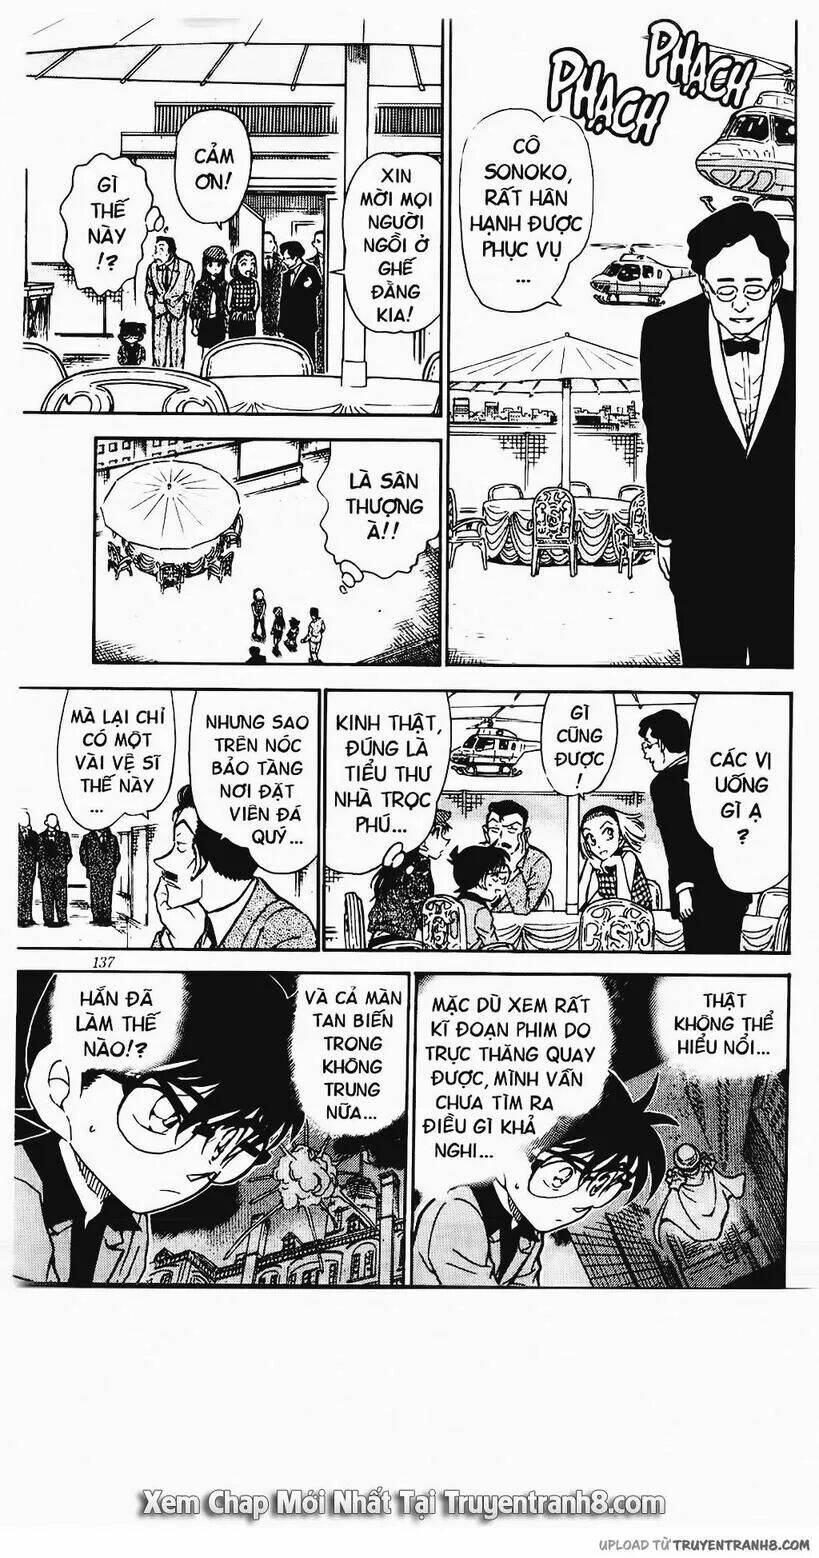 PHẠCH
PHẠCH
CÔ
SONOKO,
RẤT HÂN
HẠNH ĐƯỢC
PHỤC VỤ
...
XIN
MỜI MỌI
NGƯỜI
NGỒI Ở
GHẾ
ĐẰNG
KIA!
CẢM
ƠN!
GÌ
THẾ
NÀY
!?
LÀ SÂN
THƯỢNG
À!!
CÁC VỊ
UỐNG
GÌ Ạ
?
GÌ
CŨNG
ĐƯỢC
!
KINH THẬT,
ĐÚNG LÀ
TIỂU THƯ
NHÀ TRỌC
PHÚ...
NHƯNG SAO
TRÊN NÓC
BẢO TÀNG
NƠI ĐẶT
VIÊN ĐÁ
QUÝ...
MÀ LẠI CHỈ
CÓ MỘT
VÀI VỆ SĨ
THẾ NÀY
...
137
THẬT
KHÔNG THỂ
HIỂU NỔI...
MẶC DÙ XEM RẤT
KĨ ĐOẠN PHIM DO
TRỰC THĂNG QUAY
ĐƯỢC, MÌNH VẪN
CHƯA TÌM RA
ĐIỀU GÌ KHẢ
NGHI...
VÀ CẢ MÀN
TAN BIẾN
TRONG
KHÔNG
TRUNG
NỮA...
HẮN ĐÃ
LÀM THẾ
NÀO!?
Xem Chap Mới Nhất Tại Truyentranh8.com
UPLOAD TỪ TRUYENTRANH8.COM